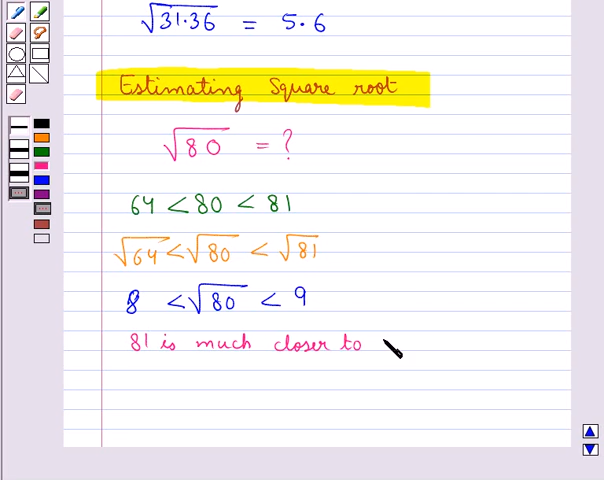 √31.36 = 5.6
Estimating Square root
√80 = ?
64 < 80 < 81
√64 < √80 < √81
8 < √80 < 9
81 is much closer to